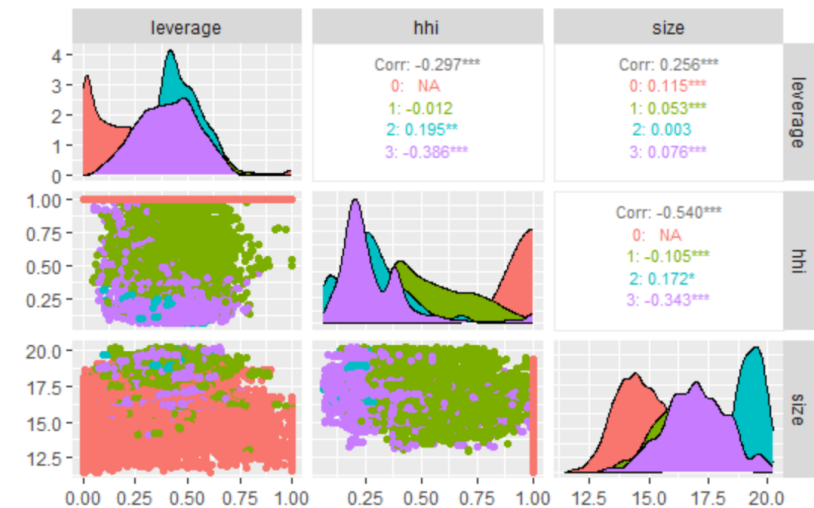 leverage hhi size
4
3
2
1
0
Corr: -0.297***
0: NA
1: -0.012
2: 0.195**
3: -0.386***
Corr: 0.256***
0: 0.115***
1: 0.053***
2: 0.003
3: 0.076***
leverage
1.00
0.75
0.50
0.25
Corr: -0.540***
0: NA
1: -0.105***
2: 0.172*
3: -0.343***
hhi
20.0
17.5
15.0
12.5
size
0.00 0.25 0.50 0.75 1.00
0.25 0.50 0.75 1.00
12.5 15.0 17.5 20.0